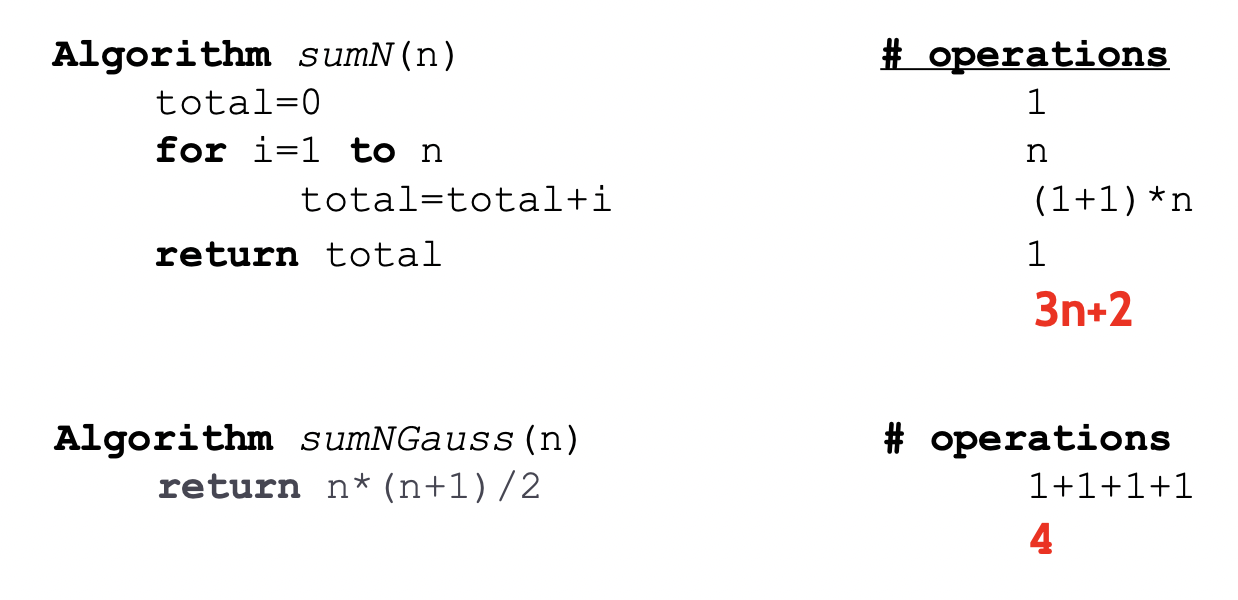 Algorithm sumN(n) # operations
total=0 1
for i=1 to n n
total=total+i (1+1)*n
return total 1
3n+2
Algorithm sumNGauss(n) # operations
return n*(n+1)/2 1+1+1+1
4